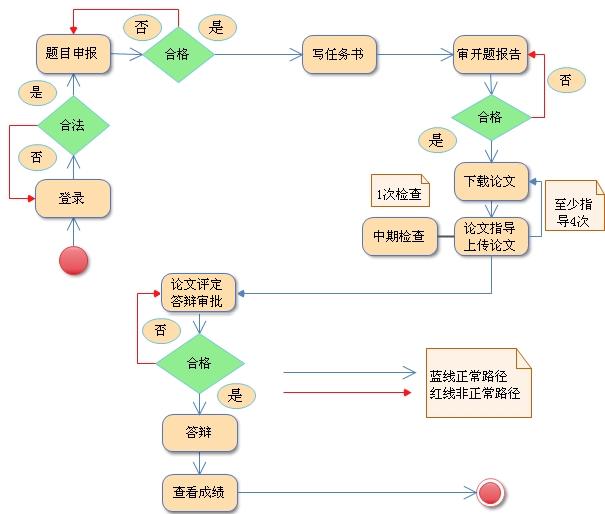 否
是
题目申报
合格
写任务书
审开题报告
否
是
合法
合格
否
是
1次检查
下载论文
至少指
导4次
登录
中期检查
论文指导
上传论文
论文评定
答辩审批
否
合格
蓝线正常路径
红线非正常路径
是
答辩
查看成绩